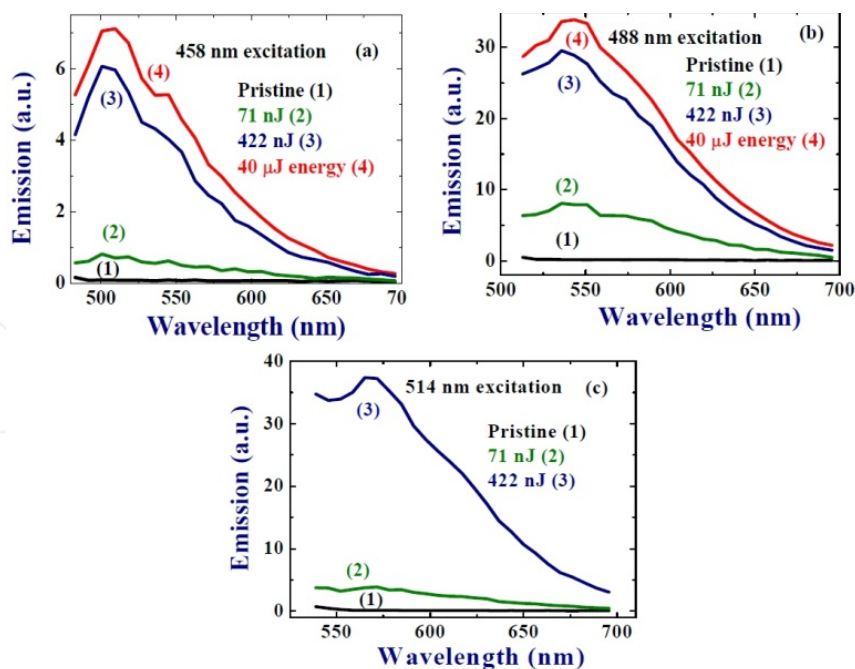 458 nm excitation
(a)
Pristine (1)
71 nJ (2)
422 nJ (3)
40 μJ energy (4)
(4)
(3)
(2)
(1)
6
4
2
0
500
550
600
650
70
Emission (a.u.)
Wavelength (nm)
488 nm excitation
(b)
Pristine (1)
71 nJ (2)
422 nJ (3)
40 μJ energy (4)
(4)
(3)
(2)
(1)
30
20
10
0
500
550
600
650
700
Emission (a.u.)
Wavelength (nm)
514 nm excitation
(c)
Pristine (1)
71 nJ (2)
422 nJ (3)
(3)
(2)
(1)
40
30
20
10
0
550
600
650
700
Emission (a.u.)
Wavelength (nm)